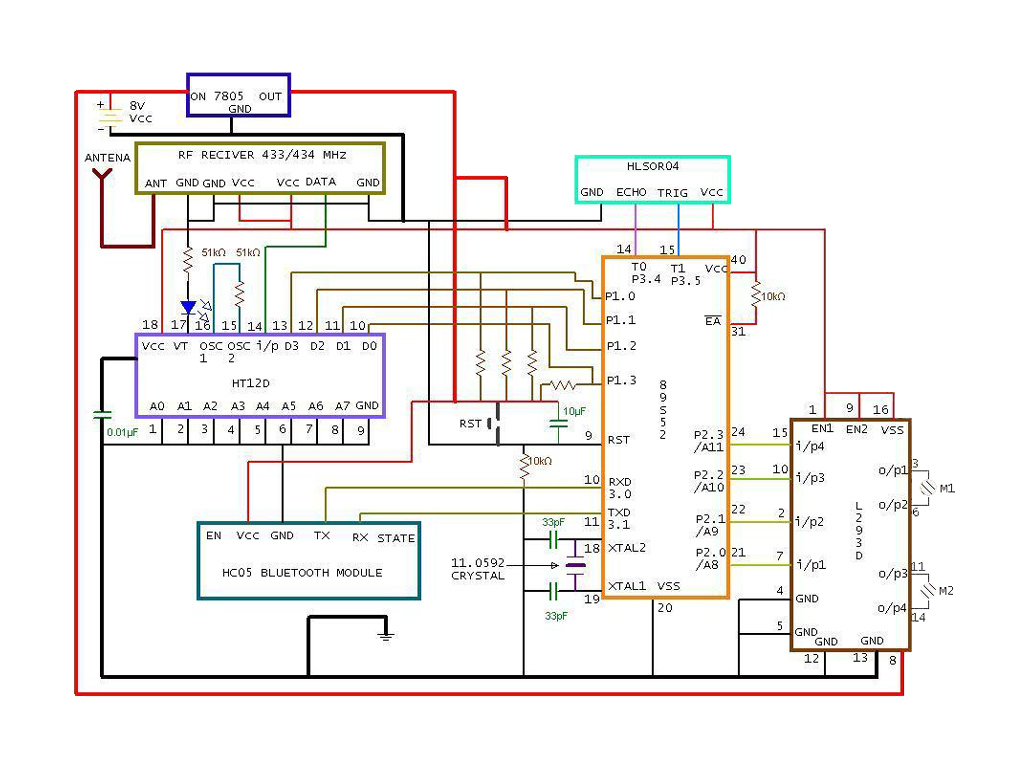 ON 7805 OUT
GND
+ 8V
Vcc
-
ANTENA
RF RECIVER 433/434 MHz
ANT GND GND Vcc Vcc DATA GND
HLSOR04
GND ECHO TRIG Vcc
51kΩ 51kΩ
14 15 40
T0 T1 Vcc
P3.4 P3.5
10kΩ
P1.0
P1.1
EA
31
18 17 16 15 14 13 12 11 10
Vcc VT OSC OSC i/p D3 D2 D1 D0
1 2
P1.2
HT12D
P1.3
89S52
A0 A1 A2 A3 A4 A5 A6 A7 GND
1 2 3 4 5 6 7 8 9
0.01µF
RST
10µF
9 RST
10kΩ
1 9 16
EN1 EN2 VSS
P2.3 24 15 i/p4
/A11
P2.2 23 10 i/p3
/A10
P2.1 22 2 i/p2
/A9
P2.0 21 7 i/p1
/A8
o/p1 3
M1
o/p2 6
L293D
10 RXD
3.0
TXD
11 3.1
33pF
18 XTAL2
11.0592
CRYSTAL
XTAL1 VSS
19 20
33pF
o/p3 11
M2
o/p4
14
4 GND
5 GND
GND GND
12 13 8
EN Vcc GND TX RX STATE
HC05 BLUETOOTH MODULE